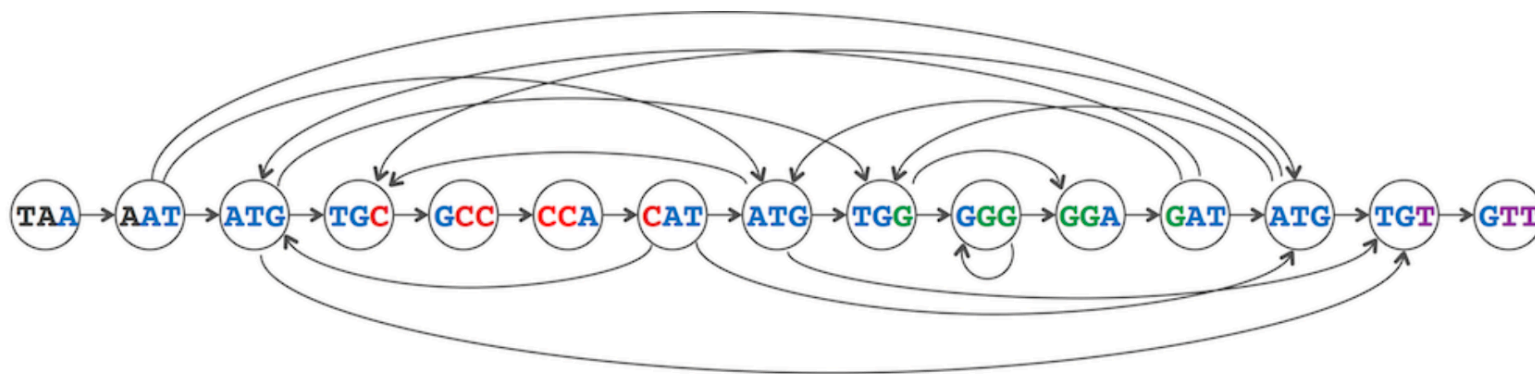 TAA AAT ATG TGC GCC CCA CAT ATG TGG GGG GGA GAT ATG TGT GTT